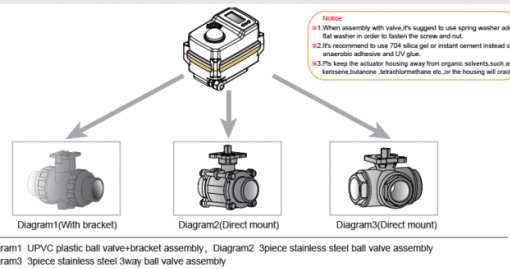 Notice:
※1.When assembly with valve,it's suggest to use spring washer add
flat washer in order to fasten the screw and nut.
※2.It's recommend to use 704 silica gel or instant cement instead o
anaerobic adhesive and UV glue.
※3.Pls keep the actuator housing away from organic solvents,such as
kerosene,butanone ,tetrachlormethane etc.,or the housing will crac
Diagram1(With bracket) Diagram2(Direct mount) Diagram3(Direct mount)
gram1 UPVC plastic ball valve+bracket assembly, Diagram2 3piece stainless steel ball valve assembly
gram3 3piece stainless steel 3way ball valve assembly